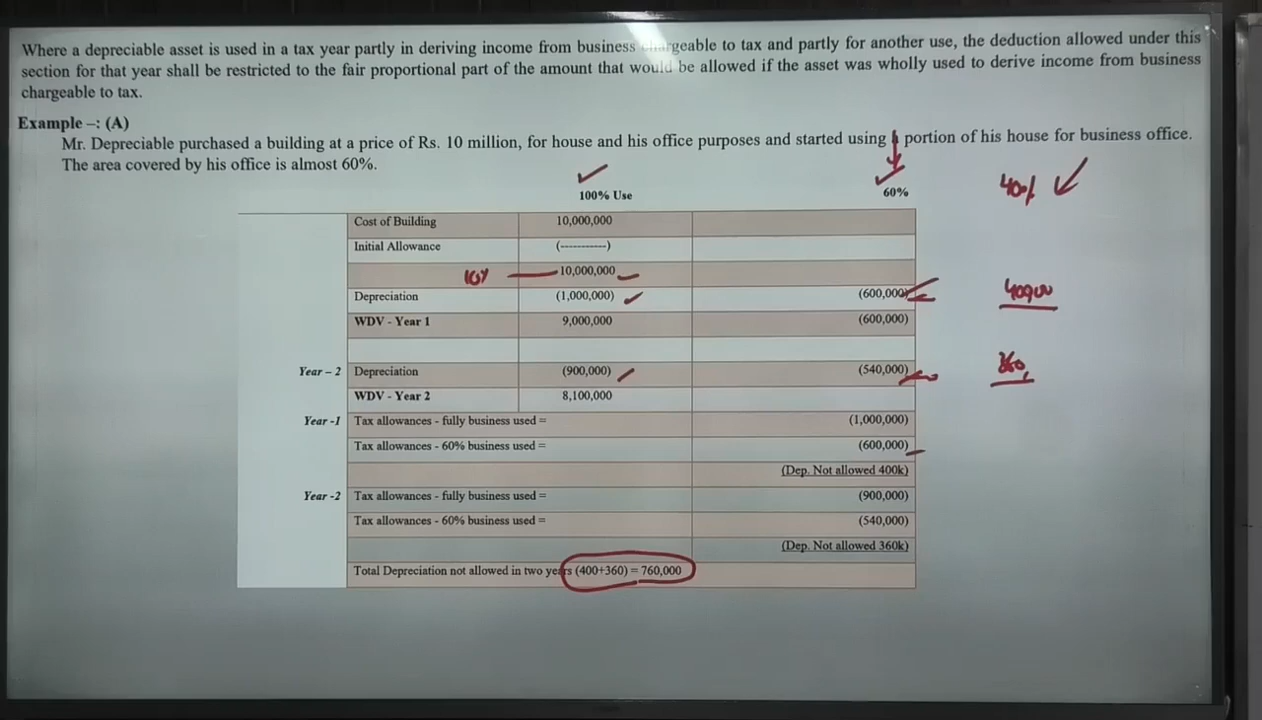 Where a depreciable asset is used in a tax year partly in deriving income from business chargeable to tax and partly for another use, the deduction allowed under this
section for that year shall be restricted to the fair proportional part of the amount that would be allowed if the asset was wholly used to derive income from business
chargeable to tax.
Example –: (A)
Mr. Depreciable purchased a building at a price of Rs. 10 million, for house and his office purposes and started using portion of his house for business office.
The area covered by his office is almost 60%.
100% Use 60% 40%
Cost of Building 10,000,000
Initial Allowance (-----------)
10% 10,000,000
Depreciation (1,000,000) (600,000)
WDV - Year 1 9,000,000 (600,000)
Year – 2 Depreciation (900,000) (540,000) 360,
WDV - Year 2 8,100,000
Year -1 Tax allowances - fully business used = (1,000,000)
Tax allowances - 60% business used = (600,000)
(Dep. Not allowed 400k)
Year -2 Tax allowances - fully business used = (900,000)
Tax allowances - 60% business used = (540,000)
(Dep. Not allowed 360k)
Total Depreciation not allowed in two years (400+360) = 760,000